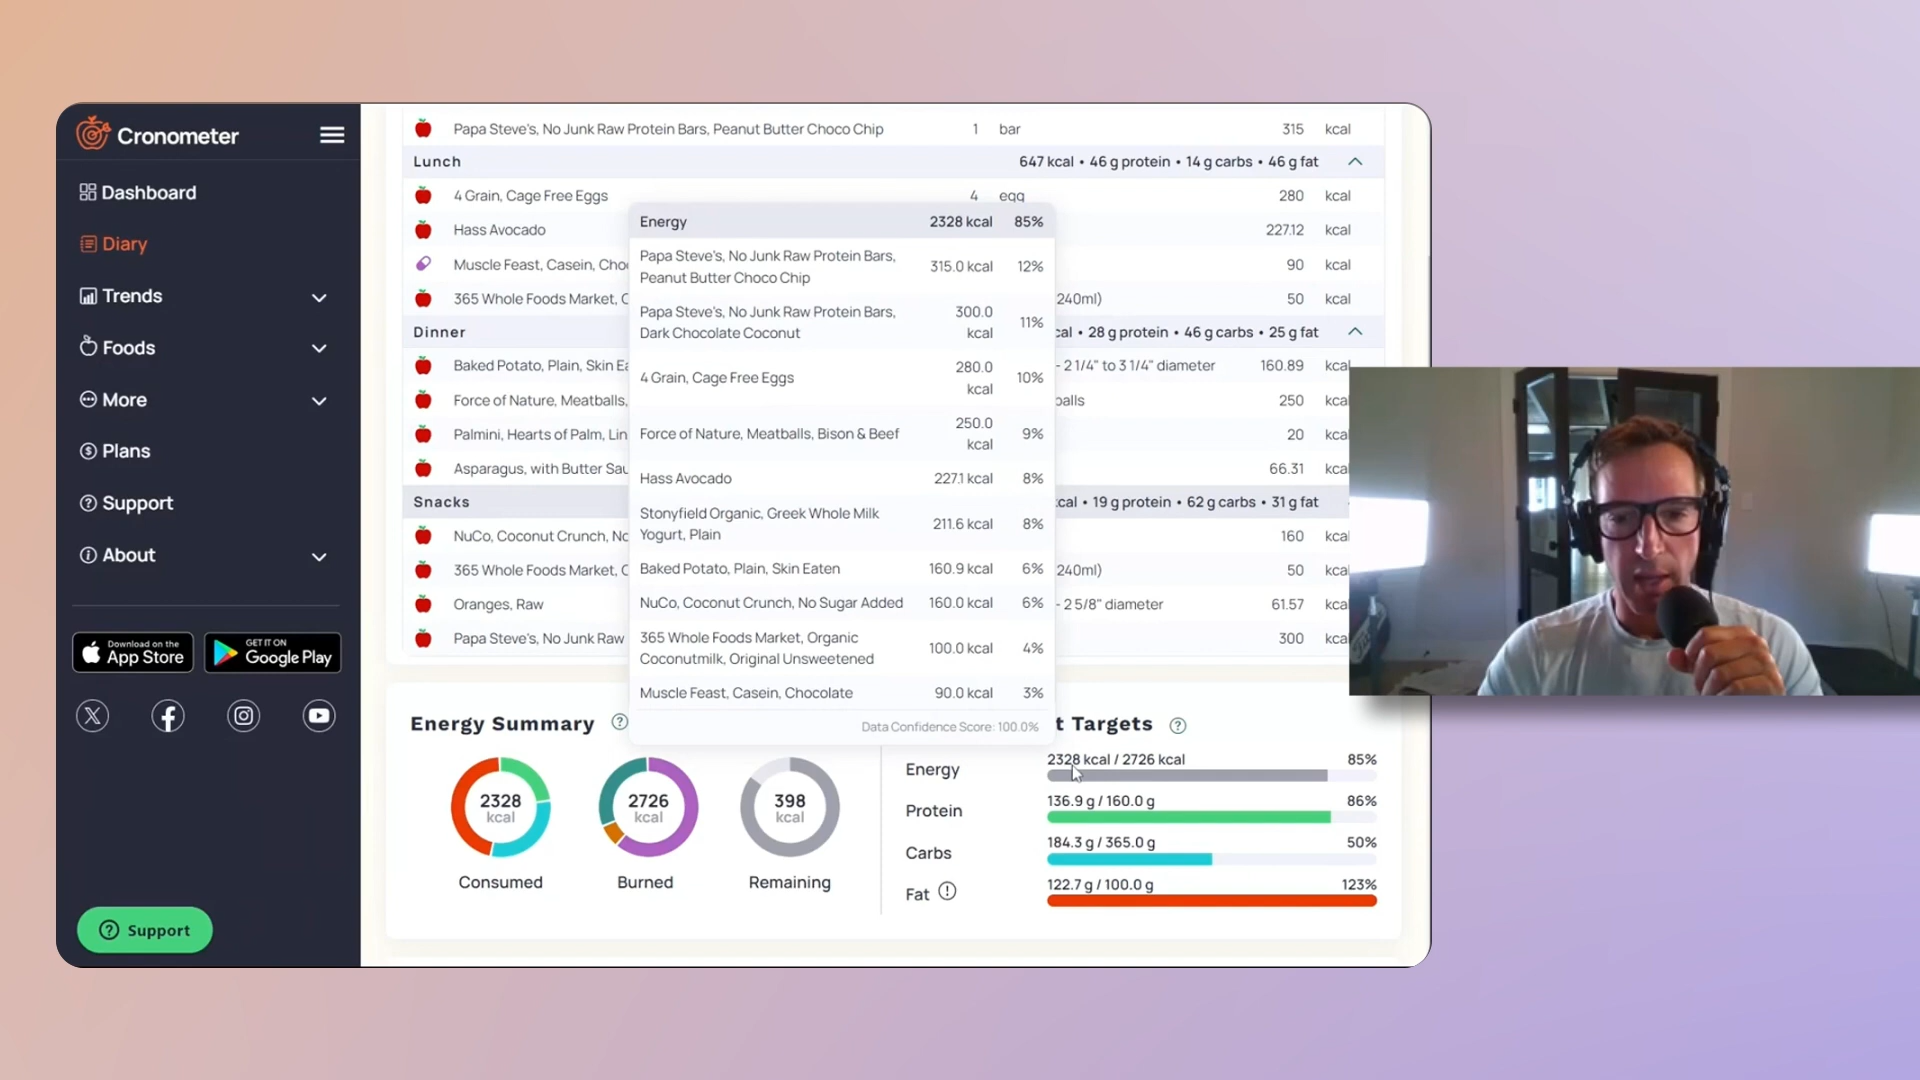 Cronometer
Dashboard
Diary
Trends
Foods
More
Plans
Support
About
Download on the
App Store
GET IT ON
Google Play
Support
Papa Steve's, No Junk Raw Protein Bars, Peanut Butter Choco Chip 1 bar 315 kcal
Lunch 647 kcal • 46 g protein • 14 g carbs • 46 g fat
4 Grain, Cage Free Eggs 4 egg 280 kcal
Hass Avocado 227.12 kcal
Muscle Feast, Casein, Cho 90 kcal
365 Whole Foods Market, 240ml) 50 kcal
Dinner • 28 g protein • 46 g carbs • 25 g fat
Baked Potato, Plain, Skin Ea - 2 1/4" to 3 1/4" diameter 160.89 kcal
Force of Nature, Meatballs, balls 250 kcal
Palmini, Hearts of Palm, Lin 20 kca
Asparagus, with Butter Sau 66.31 kca
Snacks • 19 g protein • 62 g carbs • 31 g fat
NuCo, Coconut Crunch, No 160 kca
365 Whole Foods Market, 240ml) 50 kca
Oranges, Raw - 2 5/8" diameter 61.57 kca
Papa Steve's, No Junk Raw 300 kca
Energy 2328 kcal 85%
Papa Steve's, No Junk Raw Protein Bars,
Peanut Butter Choco Chip 315.0 kcal 12%
Papa Steve's, No Junk Raw Protein Bars,
Dark Chocolate Coconut 300.0 kcal 11%
4 Grain, Cage Free Eggs 280.0 kcal 10%
Force of Nature, Meatballs, Bison & Beef 250.0 kcal 9%
Hass Avocado 227.1 kcal 8%
Stonyfield Organic, Greek Whole Milk
Yogurt, Plain 211.6 kcal 8%
Baked Potato, Plain, Skin Eaten 160.9 kcal 6%
NuCo, Coconut Crunch, No Sugar Added 160.0 kcal 6%
365 Whole Foods Market, Organic
Coconutmilk, Original Unsweetened 100.0 kcal 4%
Muscle Feast, Casein, Chocolate 90.0 kcal 3%
Data Confidence Score: 100.0%
Energy Summary
2328
kcal
Consumed
2726
kcal
Burned
398
kcal
Remaining
t Targets
Energy 2328 kcal / 2726 kcal 85%
Protein 136.9 g / 160.0 g 86%
Carbs 184.3 g / 365.0 g 50%
Fat 122.7 g / 100.0 g 123%